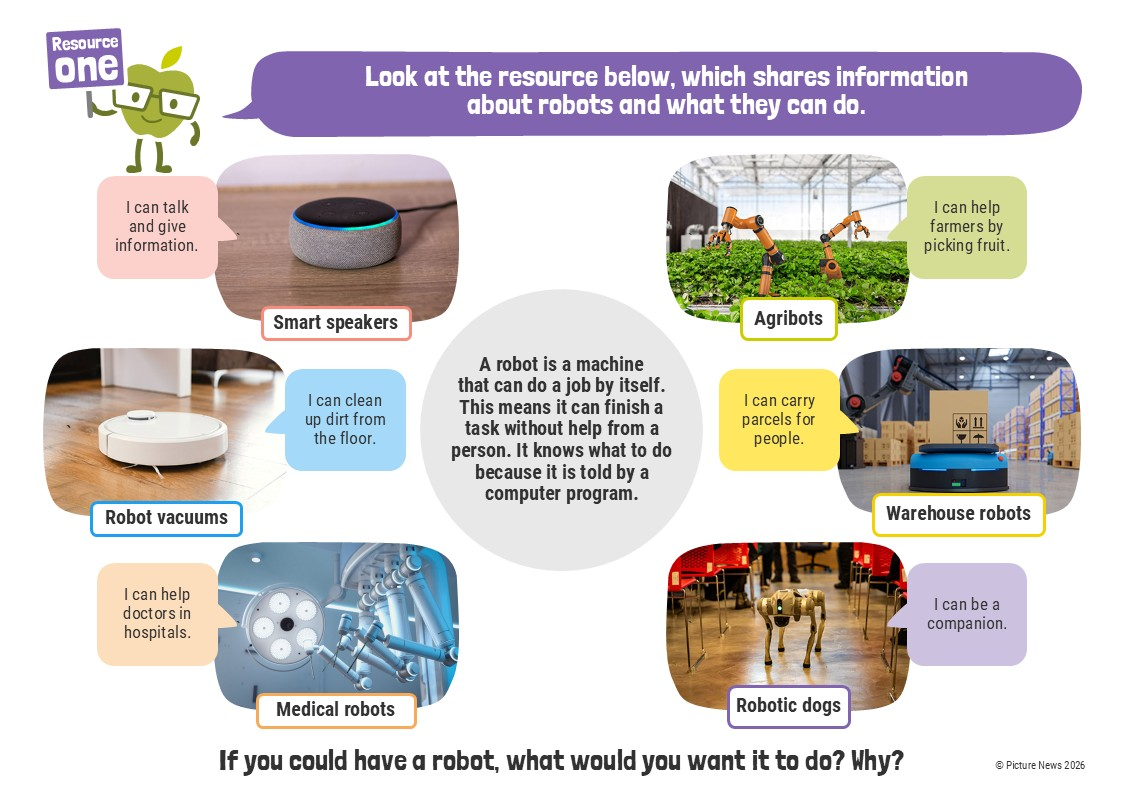 Resource
one
Look at the resource below, which shares information
about robots and what they can do.
I can talk
and give
information.
Smart speakers
I can help
farmers by
picking fruit.
Agribots
I can clean
up dirt from
the floor.
Robot vacuums
A robot is a machine
that can do a job by itself.
This means it can finish a
task without help from a
person. It knows what to do
because it is told by a
computer program.
I can carry
parcels for
people.
Warehouse robots
I can help
doctors in
hospitals.
Medical robots
I can be a
companion.
Robotic dogs
If you could have a robot, what would you want it to do? Why?
© Picture News 2026